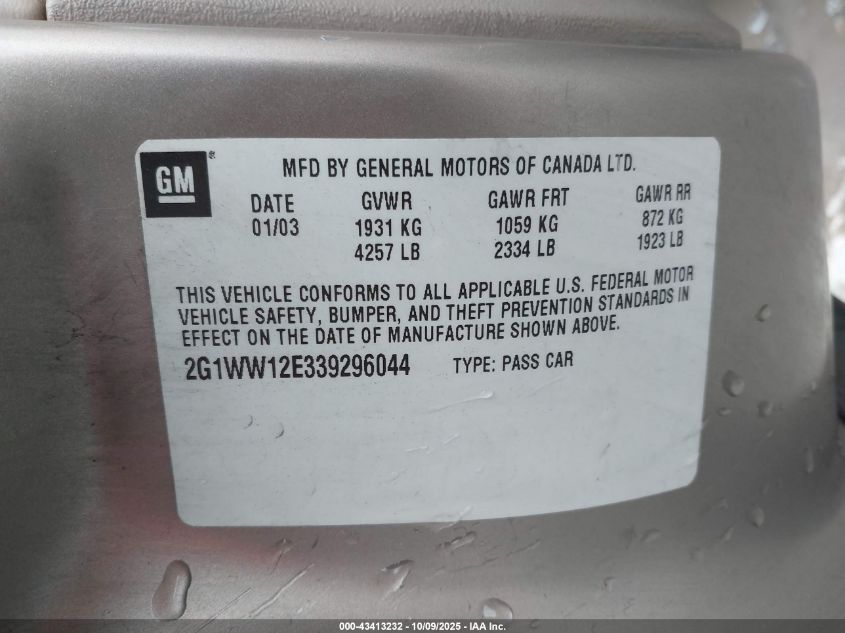 GM®
MFD BY GENERAL MOTORS OF CANADA LTD.
DATE GVWR GAWR FRT GAWR RR
01/03 1931 KG 1059 KG 872 KG
4257 LB 2334 LB 1923 LB
THIS VEHICLE CONFORMS TO ALL APPLICABLE U.S. FEDERAL MOTOR
VEHICLE SAFETY, BUMPER, AND THEFT PREVENTION STANDARDS IN
EFFECT ON THE DATE OF MANUFACTURE SHOWN ABOVE.
2G1WW12E339296044 TYPE: PASS CAR
000-43413232 - 10/09/2025 - IAA Inc.